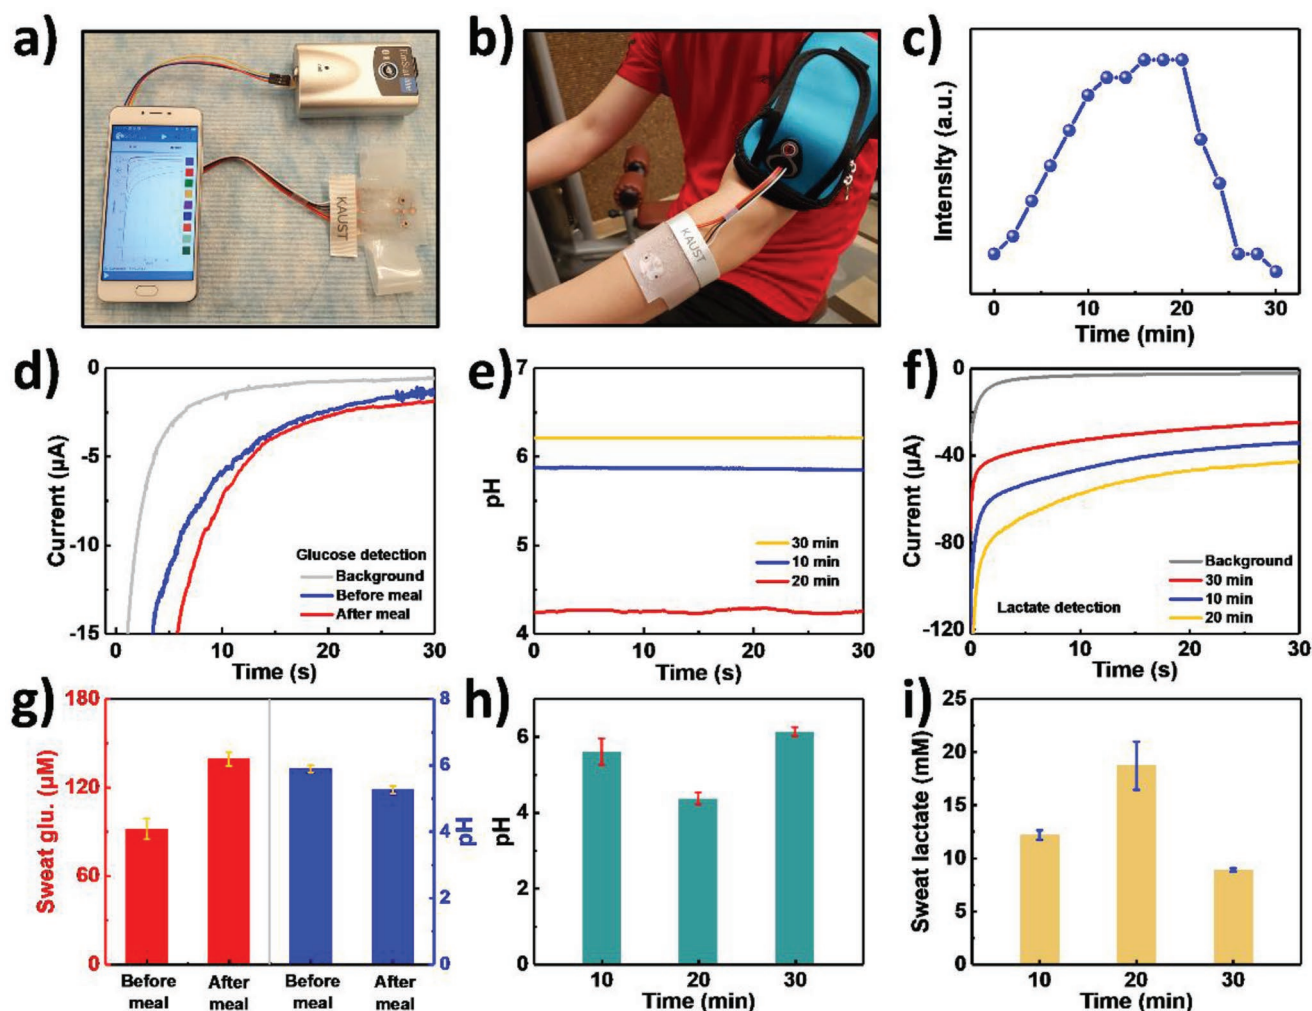 a)
KAUST
b)
KAUST
c)
Intensity (a.u.)
0 10 20 30
Time (min)
d)
0
-5
-10
-15
Current (µA)
Glucose detection
Background
Before meal
After meal
0 10 20 30
Time (s)
e)
7
6
5
4
pH
30 min
10 min
20 min
0 10 20 30
Time (s)
f)
0
-40
-80
-120
Current (µA)
Background
30 min
10 min
20 min
Lactate detection
0 10 20 30
Time (s)
g)
180
120
60
0
Sweat glu. (µM)
8
6
4
2
0
pH
Before meal
After meal
Before meal
After meal
h)
6
4
2
0
pH
10 20 30
Time (min)
i)
25
20
15
10
5
0
Sweat lactate (mM)
10 20 30
Time (min)